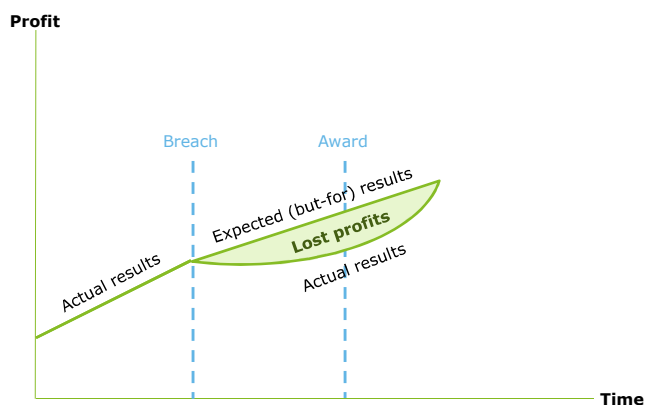 Profit
Breach
Award
Expected (but-for) results
Lost profits
Actual results
Actual results
Time